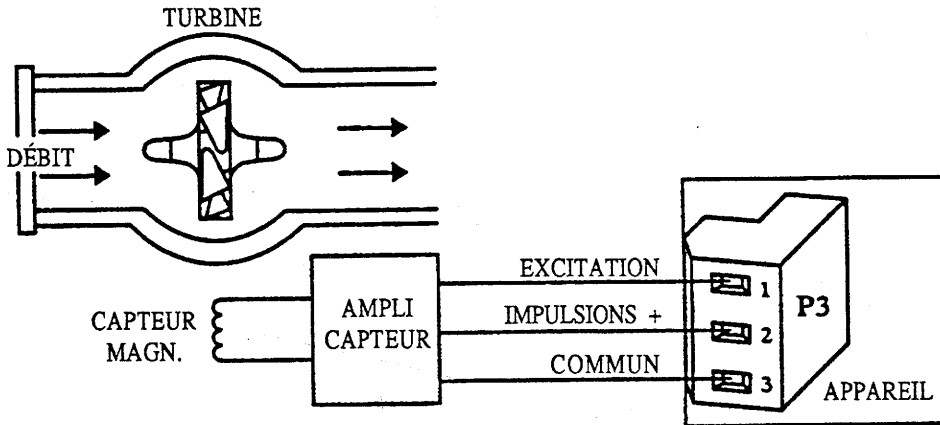 TURBINE
DÉBIT
CAPTEUR
MAGN.
AMPLI
CAPTEUR
EXCITATION
IMPULSIONS +
COMMUN
1
2
3
P3
APPAREIL